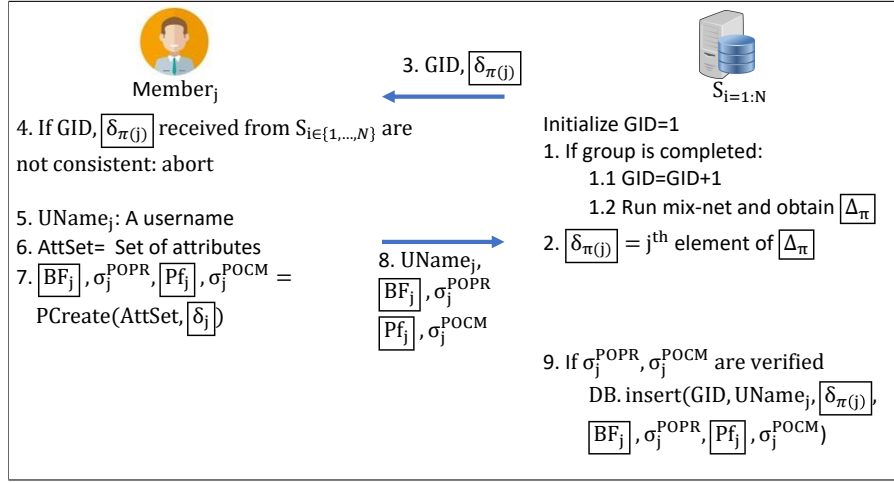 Member_j
3. GID, δ_π(j)
S_i=1:N
4. If GID, δ_π(j) received from S_i∈{1,…,N} are
not consistent: abort
5. UName_j: A username
6. AttSet= Set of attributes
7. BF_j, σ_j^POPR, Pf_j, σ_j^POCM =
PCreate(AttSet, δ_j)
8. UName_j,
BF_j, σ_j^POPR
Pf_j, σ_j^POCM
Initialize GID=1
1. If group is completed:
1.1 GID=GID+1
1.2 Run mix-net and obtain Δ_π
2. δ_π(j) = j^th element of Δ_π
9. If σ_j^POPR, σ_j^POCM are verified
DB. insert(GID, UName_j, δ_π(j),
BF_j, σ_j^POPR, Pf_j, σ_j^POCM)